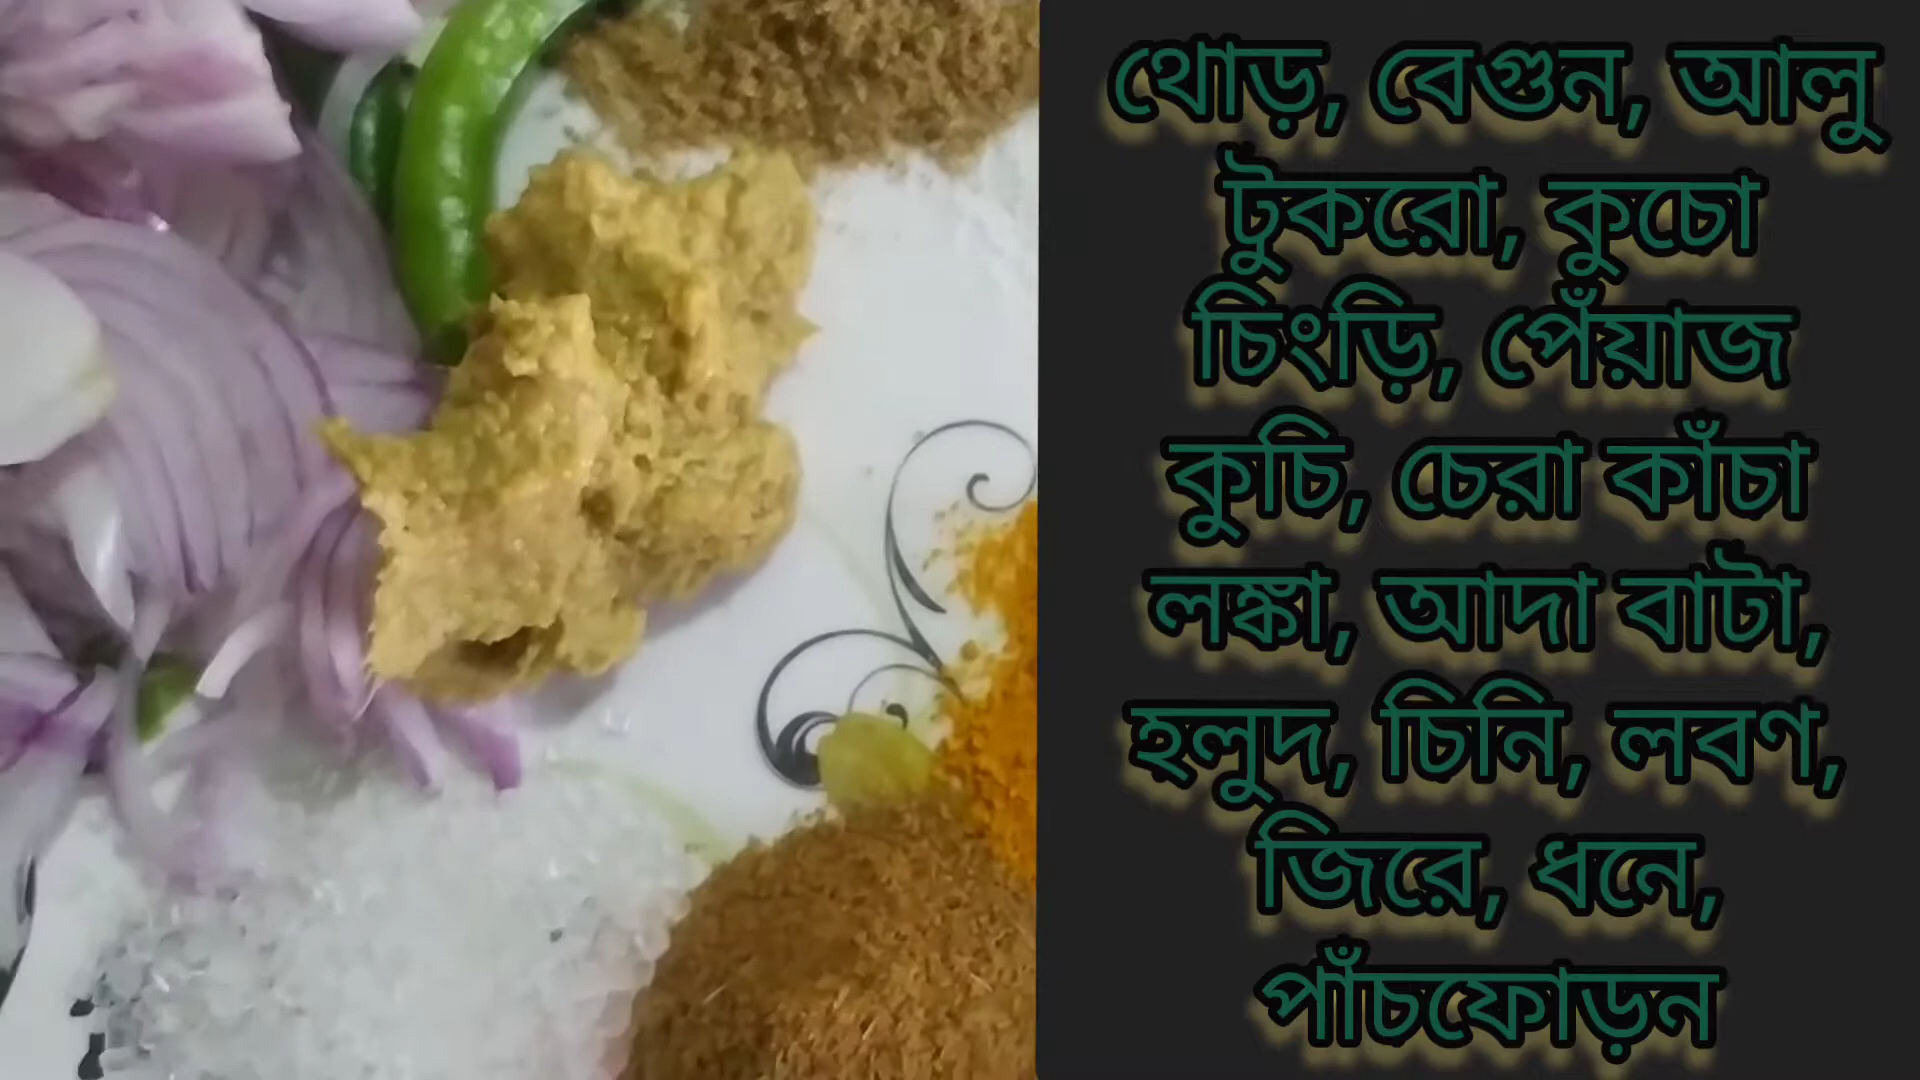 থোড়, বেগুন, আলু
টুকরো, কুচো
চিংড়ি, পেঁয়াজ
কুচি, চেরা কাঁচা
লঙ্কা, আদা বাটা,
হলুদ, চিনি, লবণ,
জিরে, ধনে,
পাঁচফোড়ন